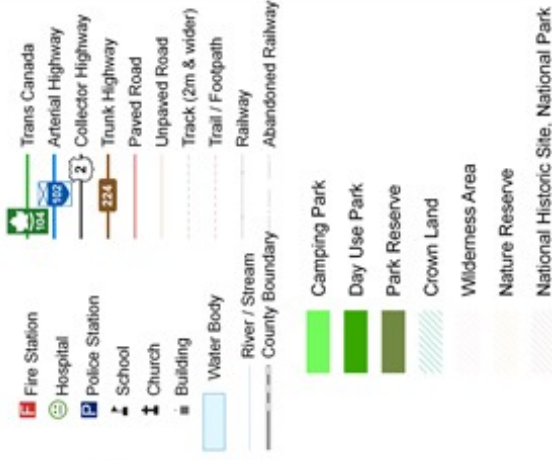 F Fire Station
Hospital
P Police Station
School
Church
Building
Water Body
River / Stream
County Boundary
104 Trans Canada
102 Arterial Highway
2 Collector Highway
224 Trunk Highway
Paved Road
Unpaved Road
Track (2m & wider)
Trail / Footpath
Railway
Abandoned Railway
Camping Park
Day Use Park
Park Reserve
Crown Land
Wilderness Area
Nature Reserve
National Historic Site, National Park